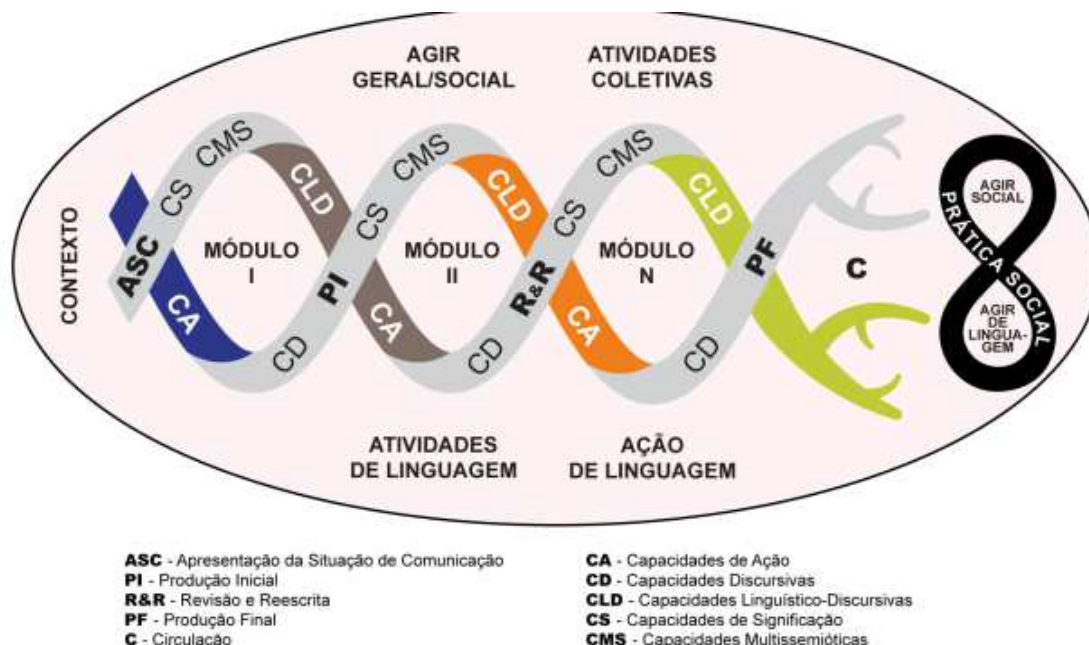 AGIR
GERAL/SOCIAL
ATIVIDADES
COLETIVAS
CONTEXTO
ASC
CS
CMS
CLD
CA
MÓDULO
I
CD
PI
CS
CMS
CLD
CA
MÓDULO
II
CD
R&R
CS
CMS
CLD
CA
MÓDULO
N
CD
PF
C
AGIR
SOCIAL
PRÁTICA SOCIAL
AGIR
DE
LINGUA-
GEM
ATIVIDADES
DE LINGUAGEM
AÇÃO
DE LINGUAGEM
ASC - Apresentação da Situação de Comunicação
PI - Produção Inicial
R&R - Revisão e Reescrita
PF - Produção Final
C - Circulação
CA - Capacidades de Ação
CD - Capacidades Discursivas
CLD - Capacidades Linguístico-Discursivas
CS - Capacidades de Significação
CMS - Capacidades Multissemióticas